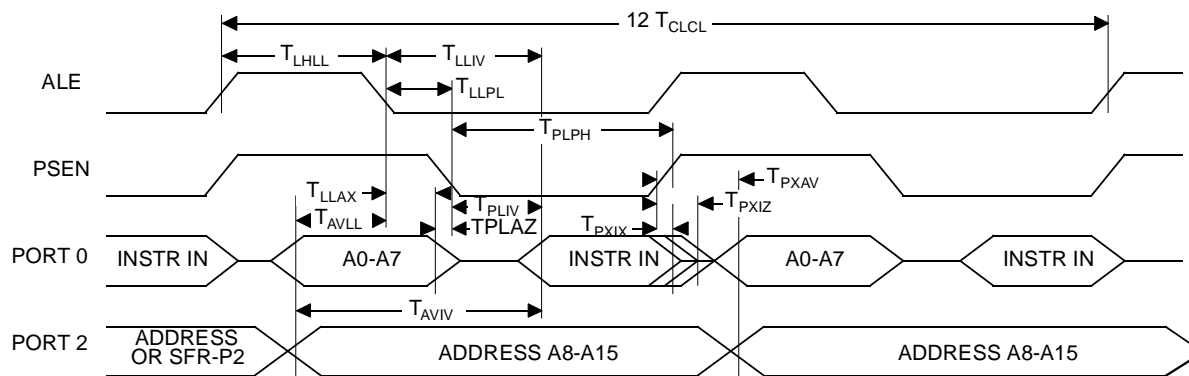 12 TCLCL
TLHLL
TLLIV
ALE
TLLPL
TPLPH
PSEN
TPXAV
TLLAX
TPXIZ
TPLIV
TAVLL
TPLAZ
TPXIX
PORT 0
INSTR IN
A0-A7
INSTR IN
A0-A7
INSTR IN
TAVIV
PORT 2
ADDRESS
OR SFR-P2
ADDRESS A8-A15
ADDRESS A8-A15